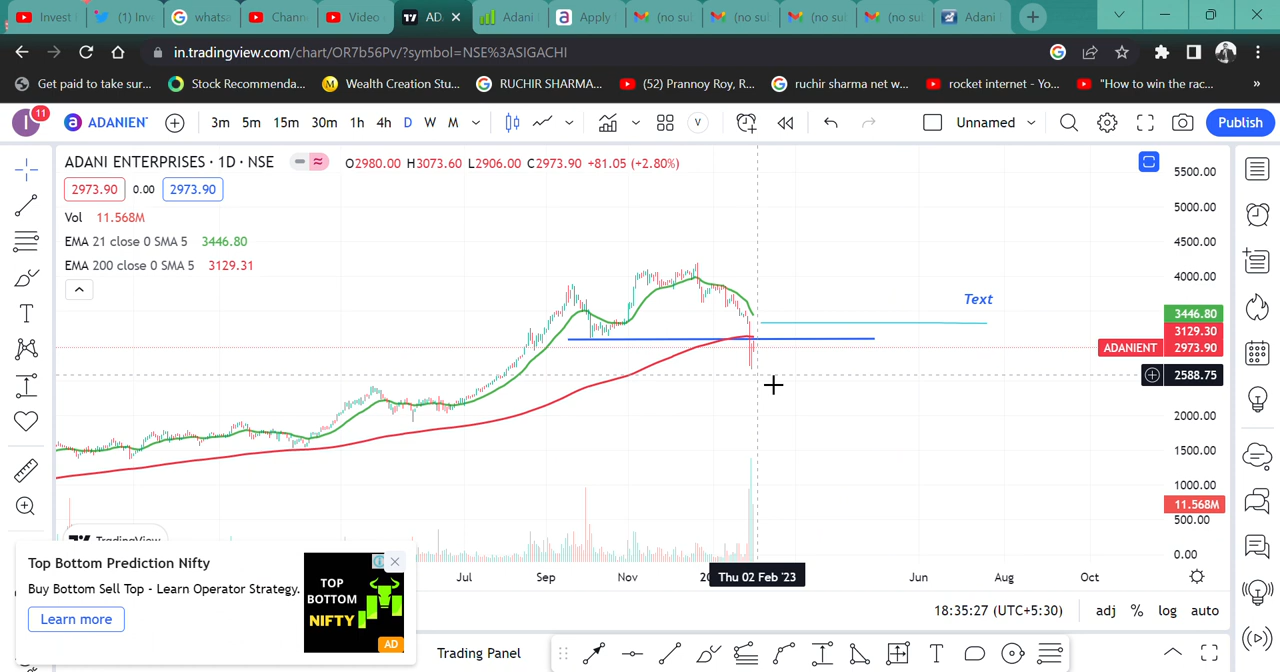 Invest
(1) Inv
whats
Chann
Video
AD
Adani
Apply
(no su
(no su
(no su
(no su
Adani
in.tradingview.com/chart/OR7b56Pv/?symbol=NSE%3ASIGACHI
Get paid to take sur...
Stock Recommenda...
Wealth Creation Stu...
RUCHIR SHARMA...
(52) Prannoy Roy, R...
ruchir sharma net w...
rocket internet - Yo...
"How to win the rac...
»
I 11 a ADANIEN 3m 5m 15m 30m 1h 4h D W M V Unnamed Publish
ADANI ENTERPRISES · 1D · NSE O2980.00 H3073.60 L2906.00 C2973.90 +81.05 (+2.80%)
2973.90 0.00 2973.90
Vol 11.568M
EMA 21 close 0 SMA 5 3446.80
EMA 200 close 0 SMA 5 3129.31
Text
5500.00
5000.00
4500.00
4000.00
3446.80
3129.30
ADANIENT 2973.90
2588.75
2000.00
1500.00
1000.00
11.568M
500.00
0.00
TradingView
Jul Sep Nov Thu 02 Feb '23 Jun Aug Oct
Top Bottom Prediction Nifty
Buy Bottom Sell Top - Learn Operator Strategy.
Learn more
TOP
BOTTOM
NIFTY
AD
18:35:27 (UTC+5:30) adj % log auto
Trading Panel